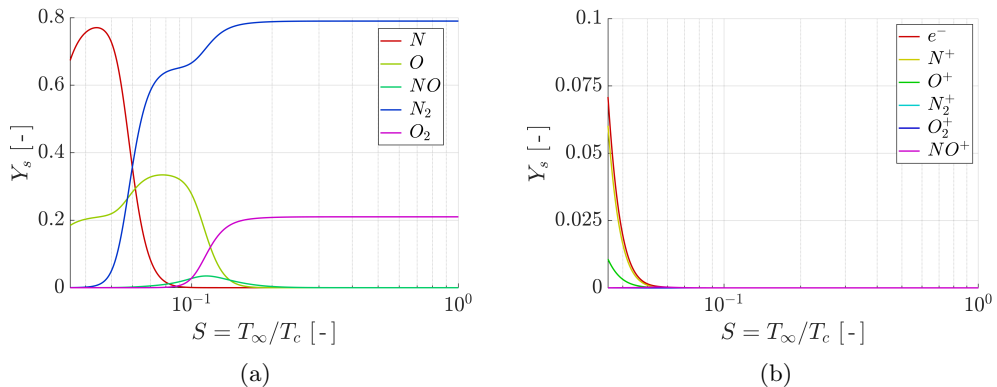 0.8
0.6
0.4
0.2
0
Y_s [ - ]
10^{-1}
10^0
S = T_∞/T_c [ - ]
N
O
NO
N_2
O_2
(a)
0.1
0.075
0.05
0.025
0
Y_s [ - ]
10^{-1}
10^0
S = T_∞/T_c [ - ]
e^-
N^+
O^+
N_2^+
O_2^+
NO^+
(b)